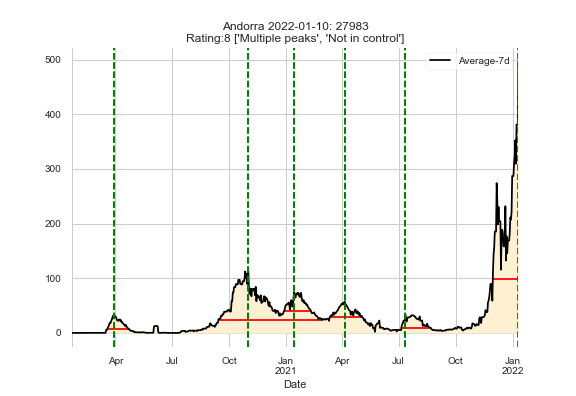 Andorra 2022-01-10: 27983
Rating:8 ['Multiple peaks', 'Not in control']
Average-7d
500
400
300
200
100
0
Apr Jul Oct Jan Apr Jul Oct Jan
2021 2022
Date